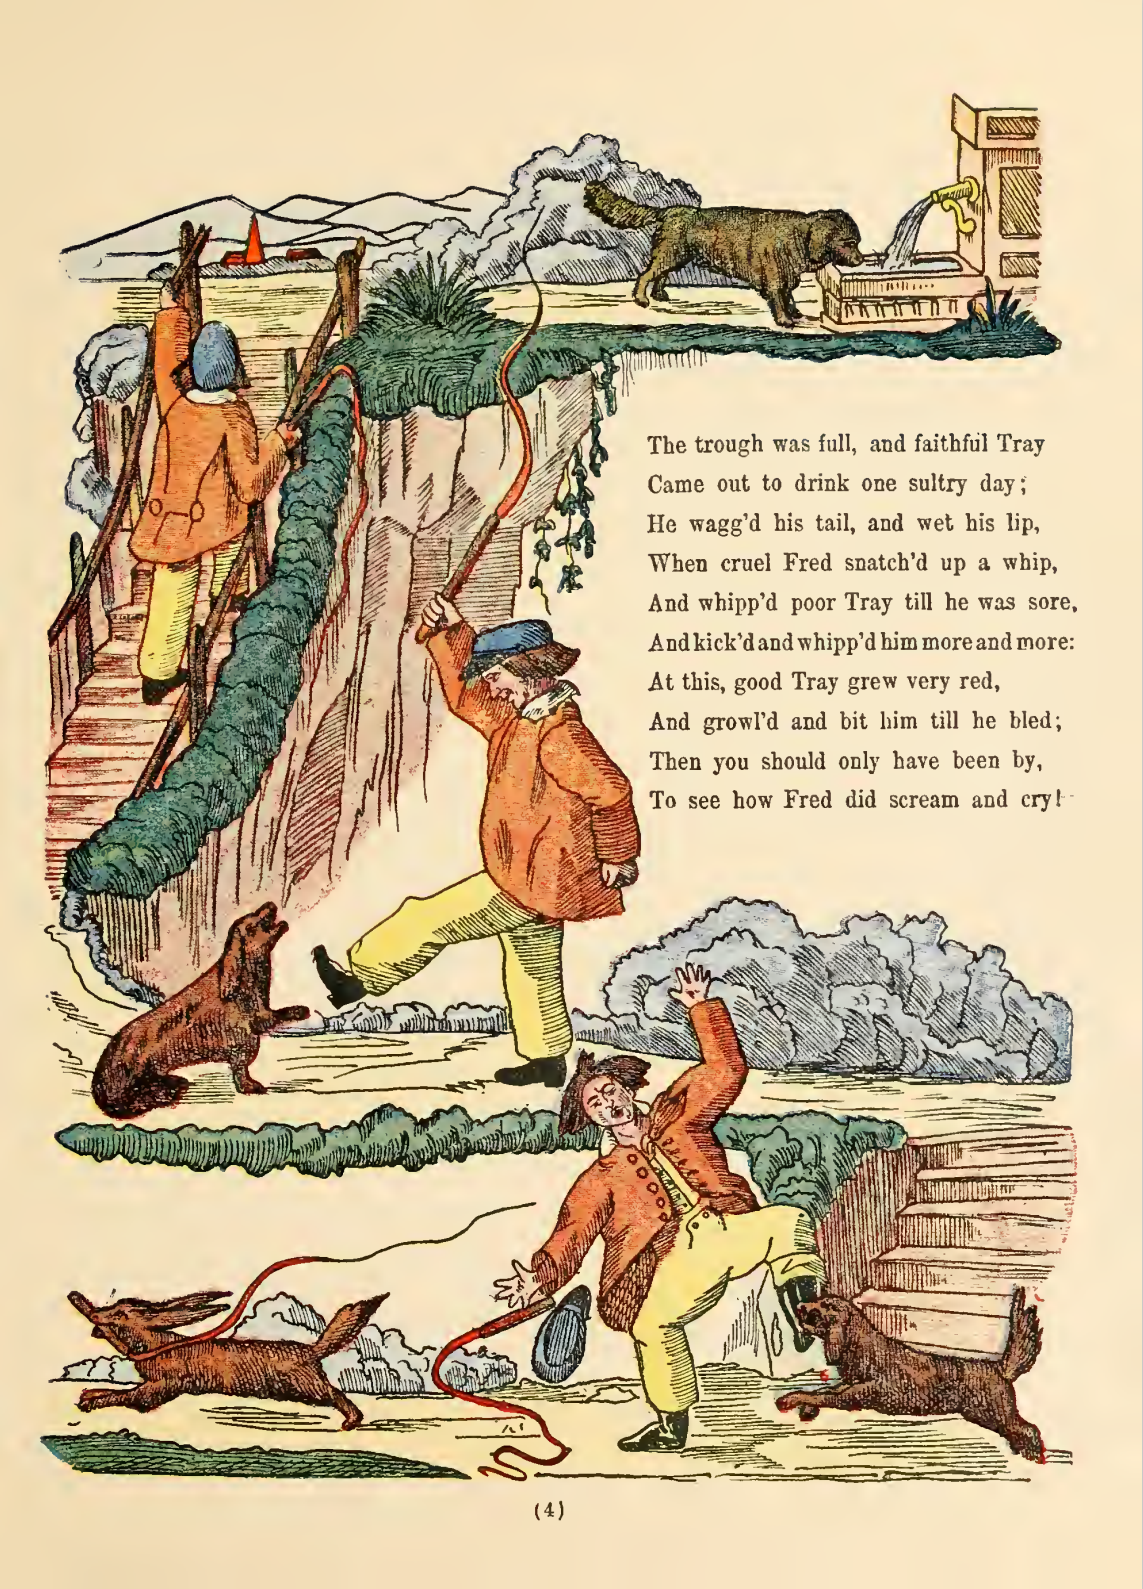 The trough was full, and faithful Tray
Came out to drink one sultry day;
He wagg'd his tail, and wet his lip,
When cruel Fred snatch'd up a whip,
And whipp'd poor Tray till he was sore,
And kick'd and whipp'd him more and more:
At this, good Tray grew very red,
And growl'd and bit him till he bled;
Then you should only have been by,
To see how Fred did scream and cry!
(4)